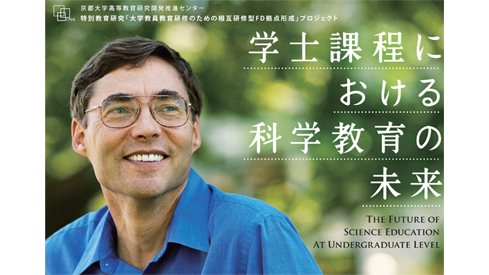 京都大学高等教育研究開発推進センター
特別教育研究「大学教員教育研修のための相互研修型FD拠点形成」プロジェクト
学士課程に
おける
科学教育の
未来
THE FUTURE OF
SCIENCE EDUCATION
AT UNDERGRADUATE LEVEL